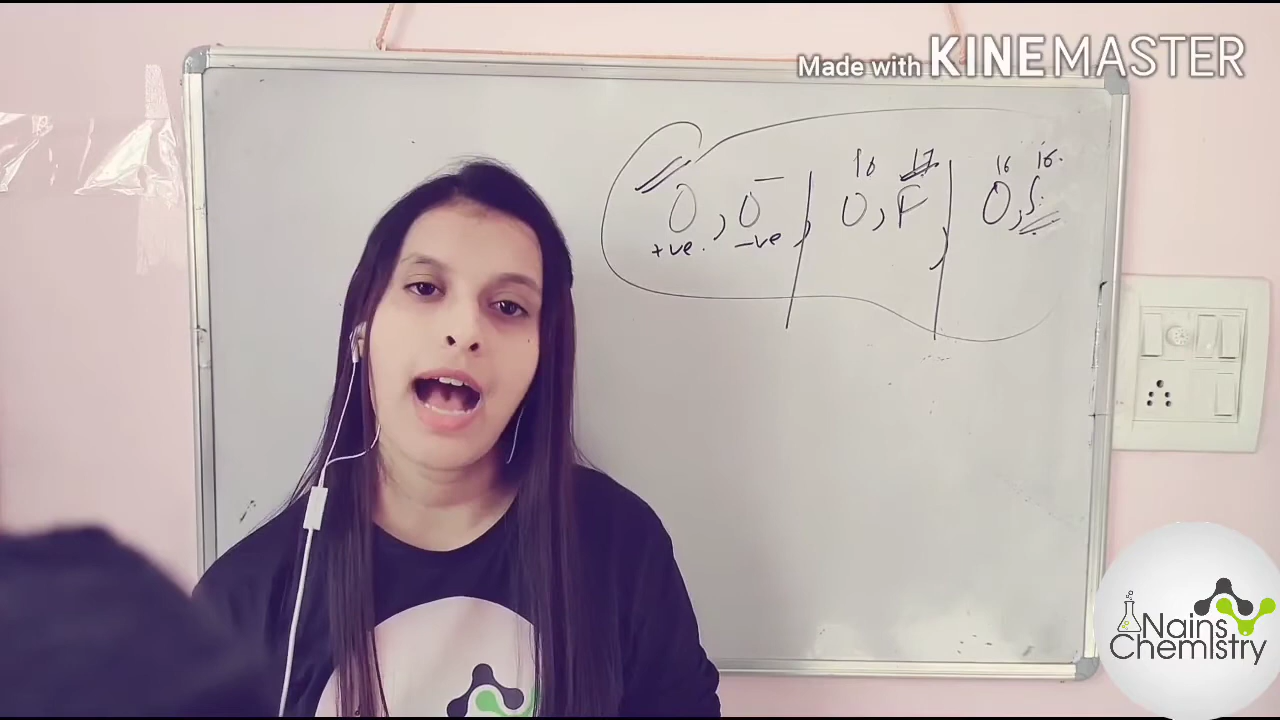 Made with KINEMASTER
16 17 16 16.
O, O⁻, O, F, O, S.
+ve. -ve
Nains
Chemistry